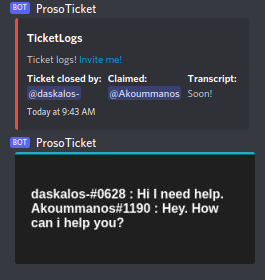 BOT ProsoTicket
TicketLogs
Ticket logs! Invite me!
Ticket closed by: Claimed: Transcript:
@daskalos- @Akoummanos Soon!
Today at 9:43 AM
BOT ProsoTicket
daskalos-#0628 : Hi I need help.
Akoummanos#1190 : Hey. How
can i help you?